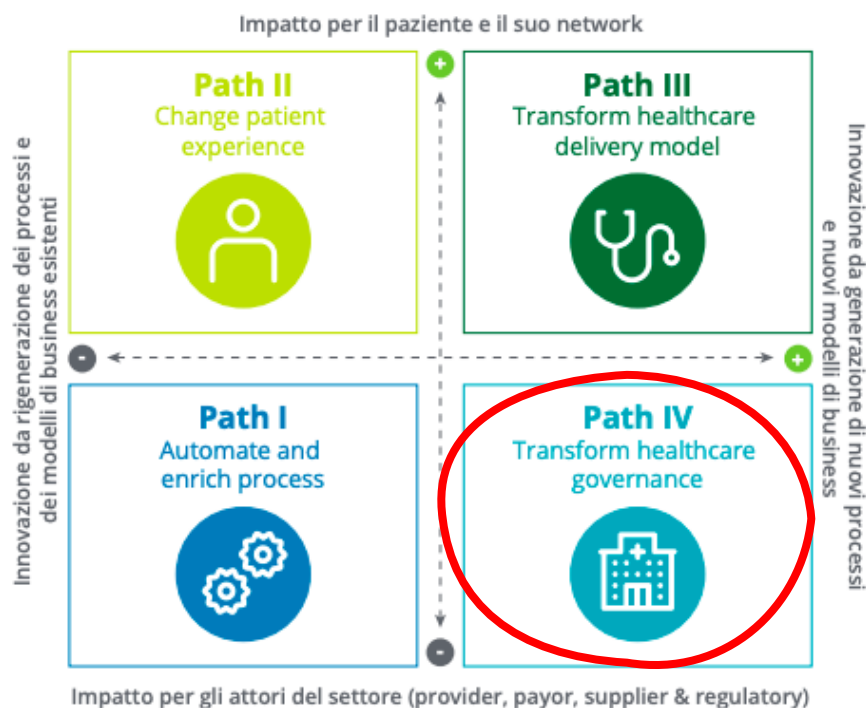 Impatto per il paziente e il suo network
Path II
Change patient
experience
Path III
Transform healthcare
delivery model
Innovazione da rigenerazione dei processi e
dei modelli di business esistenti
Innovazione da generazione di nuovi processi
e nuovi modelli di business
+
-
+
Path I
Automate and
enrich process
Path IV
Transform healthcare
governance
-
Impatto per gli attori del settore (provider, payor, supplier & regulatory)